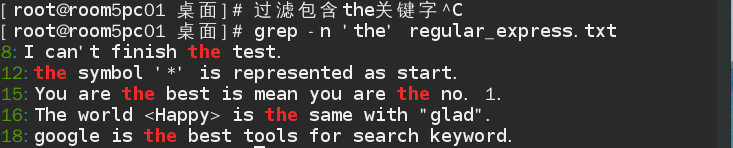 [root@room5pc01 桌面]# 过滤包含the关键字^C
[root@room5pc01 桌面]# grep -n 'the' regular_express.txt
8:I can't finish the test.
12:the symbol '*' is represented as start.
15:You are the best is mean you are the no. 1.
16:The world <Happy> is the same with "glad".
18:google is the best tools for search keyword.